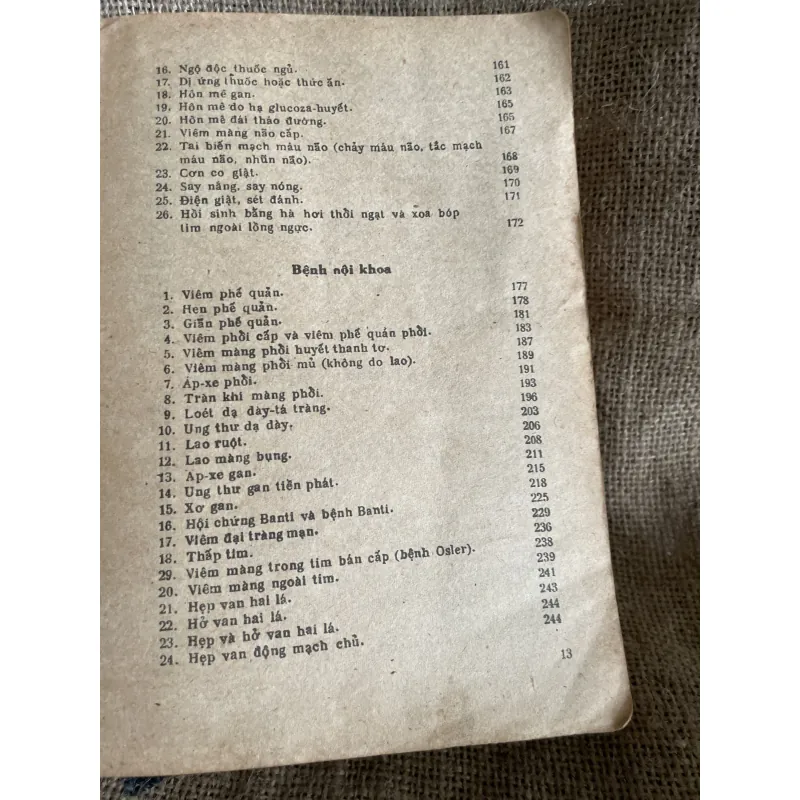 16. Ngộ độc thuốc ngủ. 161
17. Dị ứng thuốc hoặc thức ăn. 162
18. Hôn mê gan. 163
19. Hôn mê do hạ glucoza-huyết. 165
20. Hôn mê đái tháo đường. 165
21. Viêm màng não cấp. 167
22. Tai biến mạch máu não (chảy máu não, tắc mạch
máu não, nhũn não). 168
23. Cơn co giật. 169
24. Say nắng, say nóng. 170
25. Điện giật, sét đánh. 171
26. Hồi sinh bằng hà hơi thổi ngạt và xoa bóp
tim ngoài lồng ngực. 172
Bệnh nội khoa
1. Viêm phế quản. 177
2. Hen phế quản. 178
3. Giãn phế quản. 181
4. Viêm phổi cấp và viêm phế quản phổi. 183
5. Viêm màng phổi huyết thanh tơ. 187
6. Viêm màng phổi mủ (không do lao). 189
7. Áp-xe phổi. 191
8. Tràn khí màng phổi. 193
9. Loét dạ dày-tá tràng. 196
10. Ung thư dạ dày. 203
11. Lao ruột. 206
12. Lao màng bụng. 208
13. Áp-xe gan. 211
14. Ung thư gan tiền phát. 215
15. Xơ gan. 218
16. Hội chứng Banti và bệnh Banti. 225
17. Viêm đại tràng mạn. 229
18. Thấp tim. 236
29. Viêm màng trong tim bán cấp (bệnh Osler). 238
20. Viêm màng ngoài tim. 239
21. Hẹp van hai lá. 241
22. Hở van hai lá. 243
23. Hẹp và hở van hai lá. 244
24. Hẹp van động mạch chủ. 244
13